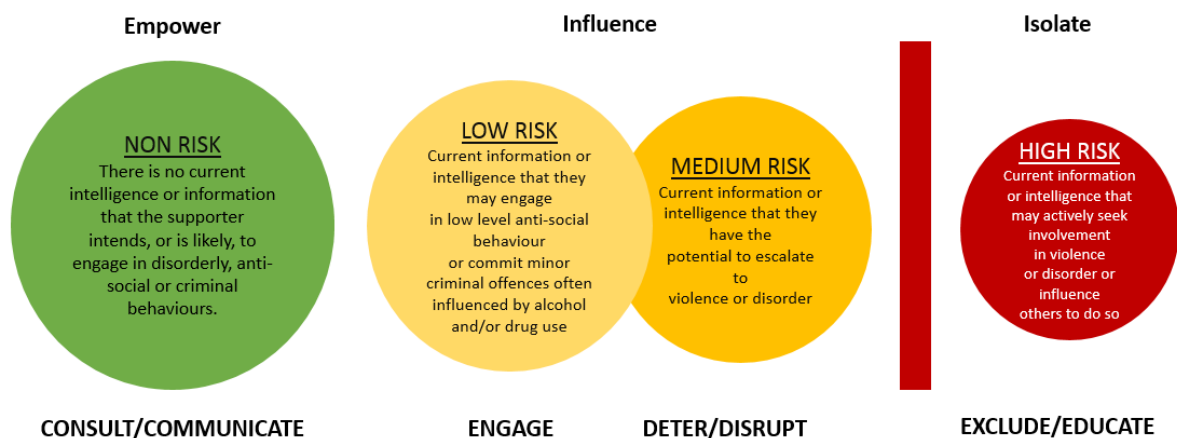 Empower
Influence
Isolate
NON RISK
There is no current
intelligence or information
that the supporter
intends, or is likely, to
engage in disorderly, anti-
social or criminal
behaviours.
LOW RISK
Current information or
intelligence that they
may engage
in low level anti-social
behaviour
or commit minor
criminal offences often
influenced by alcohol
and/or drug use
MEDIUM RISK
Current information or
intelligence that they
have the
potential to escalate
to
violence or disorder
HIGH RISK
Current information
or intelligence that
may actively seek
involvement
in violence
or disorder or
influence
others to do so
CONSULT/COMMUNICATE
ENGAGE
DETER/DISRUPT
EXCLUDE/EDUCATE